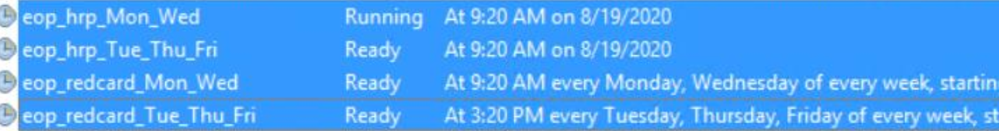 eop_hrp_Mon_Wed Running At 9:20 AM on 8/19/2020
eop_hrp_Tue_Thu_Fri Ready At 9:20 AM on 8/19/2020
eop_redcard_Mon_Wed Ready At 9:20 AM every Monday, Wednesday of every week, starting
eop_redcard_Tue_Thu_Fri Ready At 3:20 PM every Tuesday, Thursday, Friday of every week, st